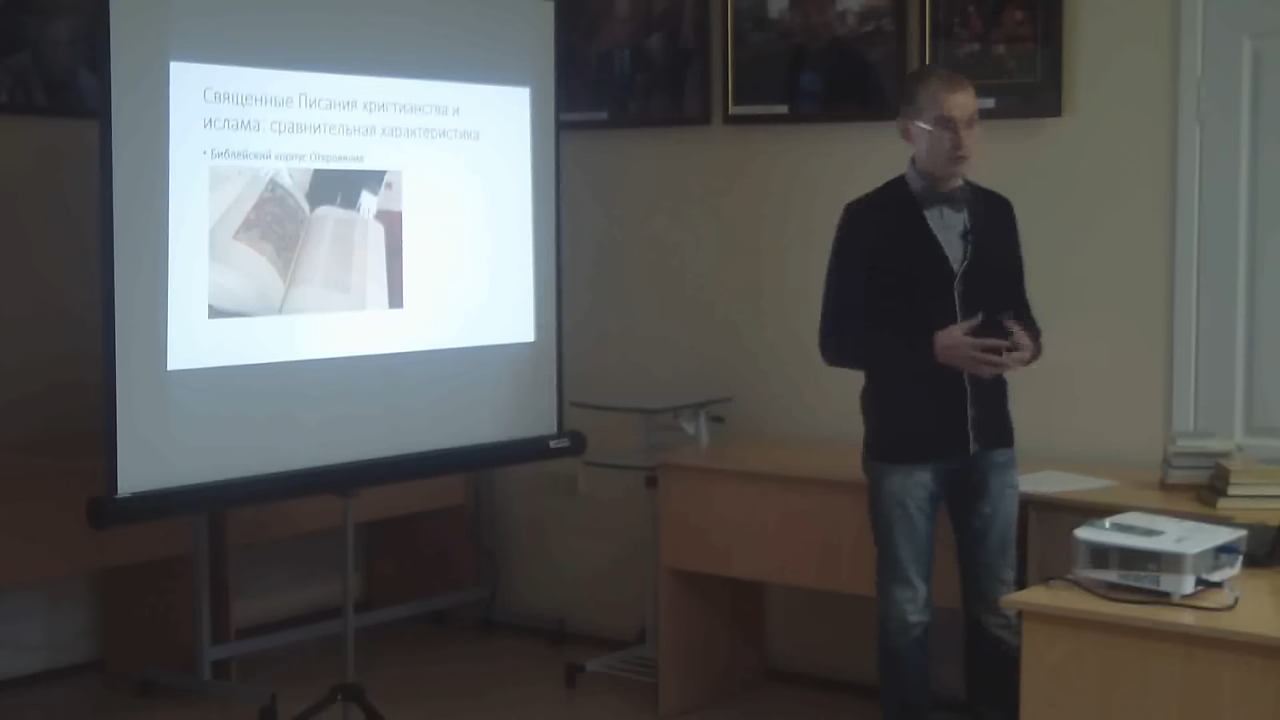 Священные Писания христианства и
ислама: сравнительная характеристика
• Библейский корпус Откровения